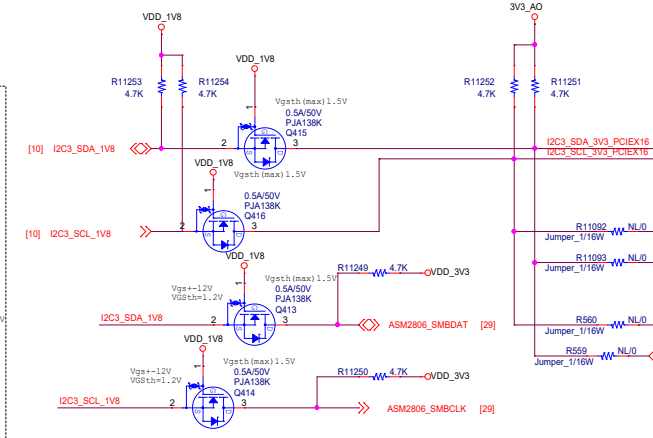 VDD_1V8
3V3_AO
VDD_1V8
R11253
4.7K
R11254
4.7K
R11252
4.7K
R11251
4.7K
Vgsth(max)1.5V
0.5A/50V
PJA138K
Q415
1
G
S
D
2
3
[10] I2C3_SDA_1V8
I2C3_SDA_3V3_PCIEX16
I2C3_SCL_3V3_PCIEX16
VDD_1V8
Vgsth(max)1.5V
0.5A/50V
PJA138K
Q416
1
G
S
D
2
3
[10] I2C3_SCL_1V8
R11092 NL/0
Jumper_1/16W
VDD_1V8
R11093 NL/0
Jumper_1/16W
Vgs+-12V
VGSth=1.2V
Vgsth(max)1.5V
0.5A/50V
PJA138K
Q413
1
G
S
D
2
3
R11249 4.7K VDD_3V3
I2C3_SDA_1V8
ASM2806_SMBDAT [29]
R560 NL/0
Jumper_1/16W
VDD_1V8
R559 NL/0
Jumper_1/16W
Vgs+-12V
VGSth=1.2V
Vgsth(max)1.5V
0.5A/50V
PJA138K
Q414
1
G
S
D
2
3
R11250 4.7K VDD_3V3
I2C3_SCL_1V8
ASM2806_SMBCLK [29]
V